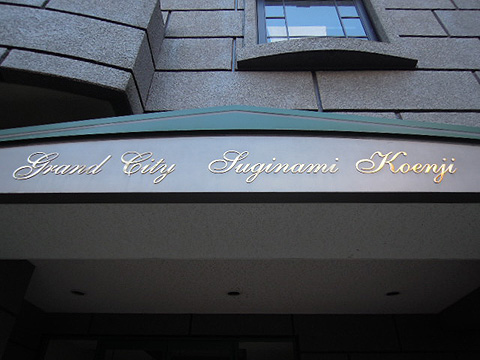 Grand City Suginami Koenji